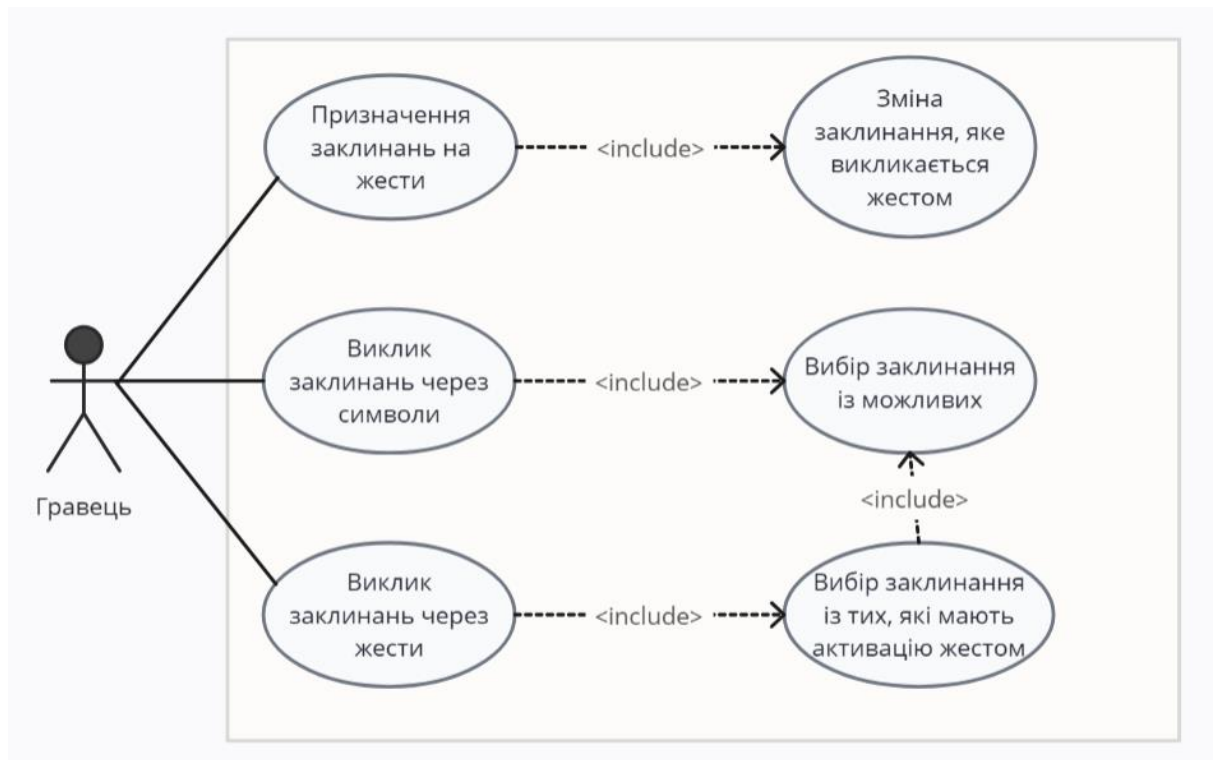 Призначення
заклинань на
жести
<include>
Зміна
заклинання, яке
викликається
жестом
Виклик
заклинань через
символи
<include>
Вибір заклинання
із можливих
<include>
Гравець
Виклик
заклинань через
жести
<include>
Вибір заклинання
із тих, які мають
активацію жестом